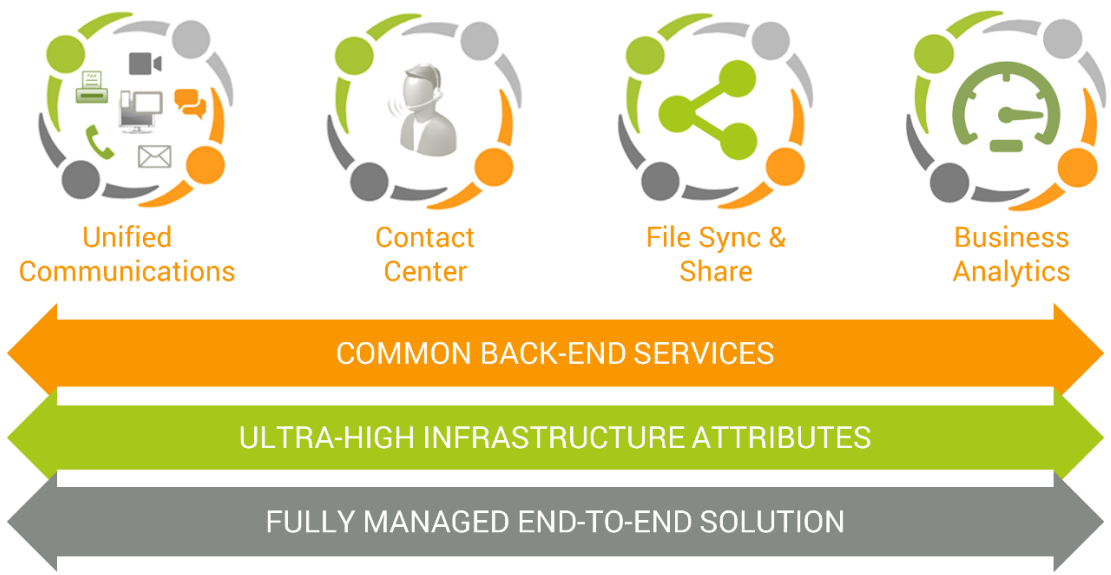 Unified
Communications
Contact
Center
File Sync &
Share
Business
Analytics
COMMON BACK-END SERVICES
ULTRA-HIGH INFRASTRUCTURE ATTRIBUTES
FULLY MANAGED END-TO-END SOLUTION